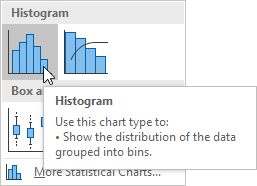 Histogram
Box a
Histogram
Use this chart type to:
• Show the distribution of the data
grouped into bins.
More Statistical Charts...